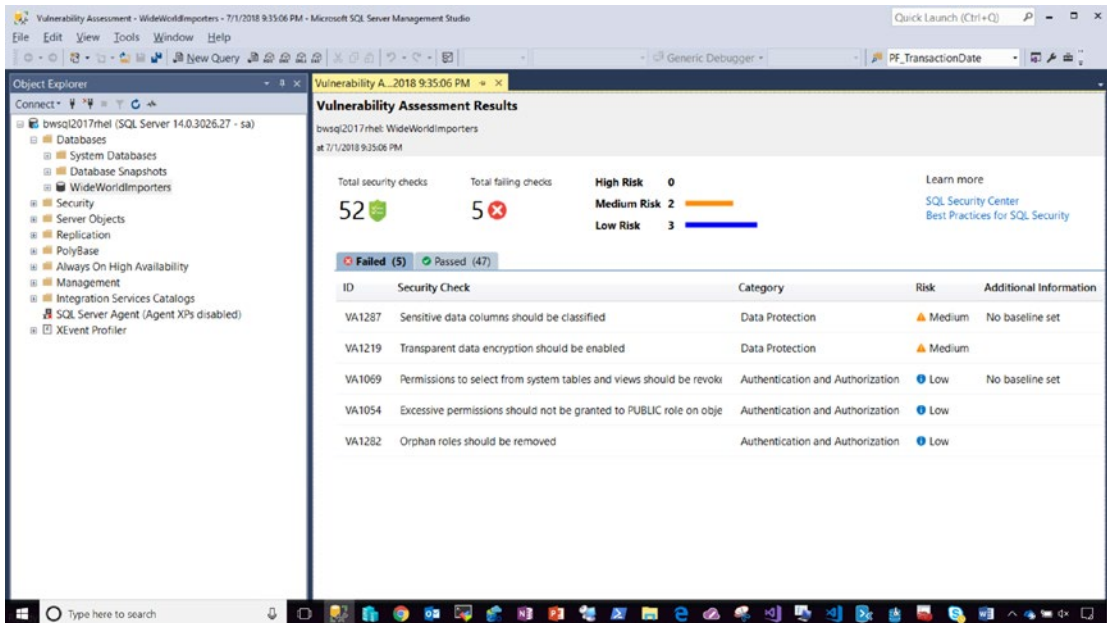 Vulnerability Assessment - WideWorldImporters - 7/1/2018 9:35:06 PM - Microsoft SQL Server Management Studio
Quick Launch (Ctrl+Q)
File Edit View Tools Window Help
New Query
Generic Debugger
PF_TransactionDate
Object Explorer
Connect
bwsql2017rhel (SQL Server 14.0.3026.27 - sa)
Databases
System Databases
Database Snapshots
WideWorldImporters
Security
Server Objects
Replication
PolyBase
Always On High Availability
Management
Integration Services Catalogs
SQL Server Agent (Agent XPs disabled)
XEvent Profiler
Vulnerability A...2018 9:35:06 PM
Vulnerability Assessment Results
bwsql2017rhel: WideWorldImporters
at 7/1/2018 9:35:06 PM
Total security checks
52
Total failing checks
5
High Risk 0
Medium Risk 2
Low Risk 3
Learn more
SQL Security Center
Best Practices for SQL Security
Failed (5) Passed (47)
ID Security Check Category Risk Additional Information
VA1287 Sensitive data columns should be classified Data Protection Medium No baseline set
VA1219 Transparent data encryption should be enabled Data Protection Medium
VA1069 Permissions to select from system tables and views should be revoke Authentication and Authorization Low No baseline set
VA1054 Excessive permissions should not be granted to PUBLIC role on obje Authentication and Authorization Low
VA1282 Orphan roles should be removed Authentication and Authorization Low
Type here to search